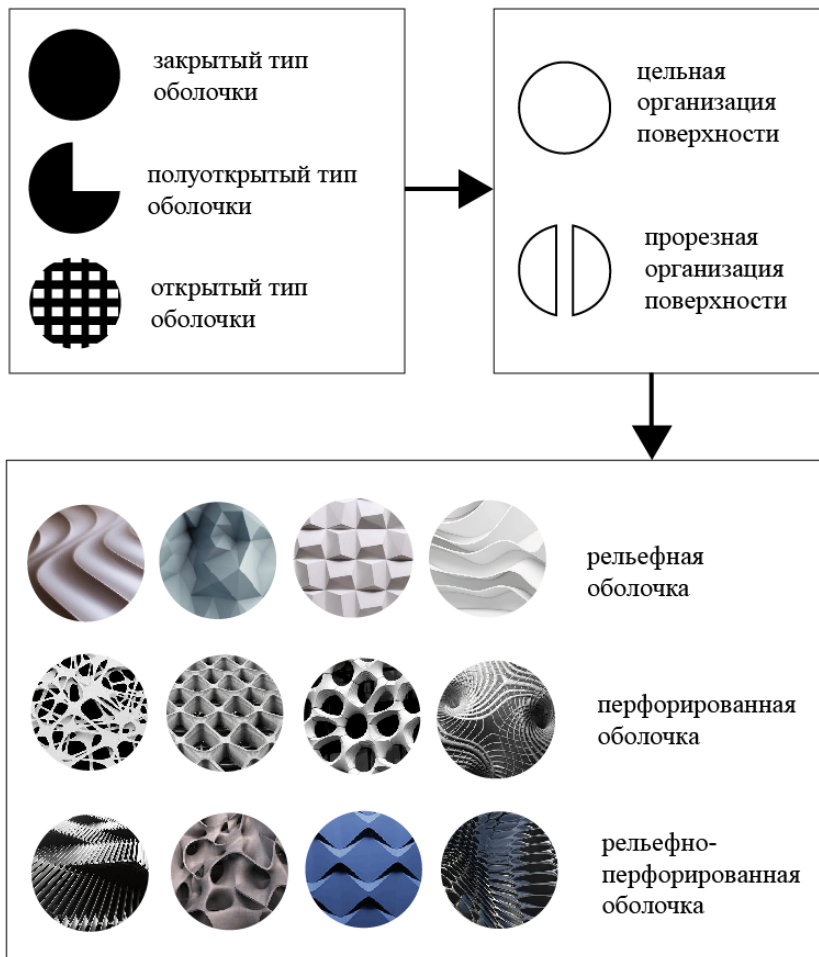 закрытый тип
оболочки
полуоткрытый тип
оболочки
открытый тип
оболочки
цельная
организация
поверхности
прорезная
организация
поверхности
рельефная
оболочка
перфорированная
оболочка
рельефно-
перфорированная
оболочка